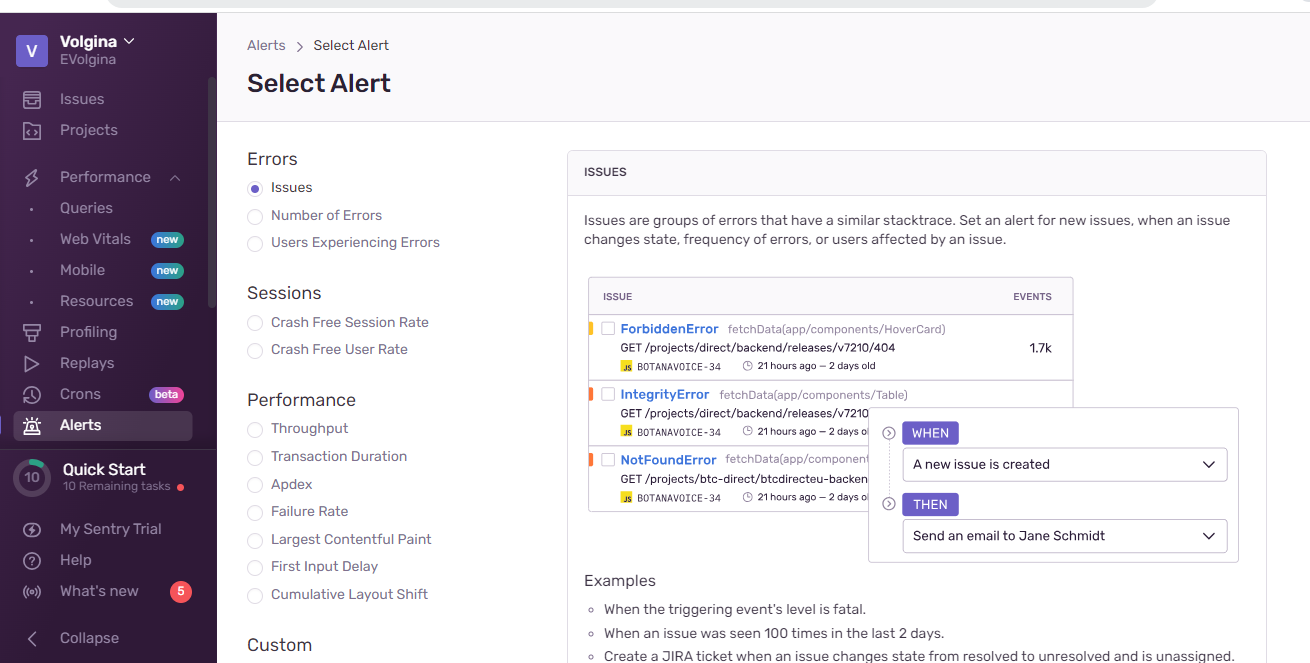 V
Volgina
EVolgina
Issues
Projects
Performance
Queries
Web Vitals new
Mobile new
Resources new
Profiling
Replays
Crons beta
Alerts
10
Quick Start
10 Remaining tasks
My Sentry Trial
Help
What's new 5
Collapse
Alerts > Select Alert
Select Alert
Errors
Issues
Number of Errors
Users Experiencing Errors
Sessions
Crash Free Session Rate
Crash Free User Rate
Performance
Throughput
Transaction Duration
Apdex
Failure Rate
Largest Contentful Paint
First Input Delay
Cumulative Layout Shift
Custom
ISSUES
Issues are groups of errors that have a similar stacktrace. Set an alert for new issues, when an issue
changes state, frequency of errors, or users affected by an issue.
ISSUE EVENTS
ForbiddenError fetchData(app/components/HoverCard)
GET /projects/direct/backend/releases/v7210/404 1.7k
JS BOTANAVOICE-34 21 hours ago — 2 days old
IntegrityError fetchData(app/components/Table)
GET /projects/direct/backend/releases/v7210
JS BOTANAVOICE-34 21 hours ago — 2 days ol
NotFoundError fetchData(app/component
GET /projects/btc-direct/btcdirecteu-backen
JS BOTANAVOICE-34 21 hours ago — 2 days ol
WHEN
A new issue is created
THEN
Send an email to Jane Schmidt
Examples
When the triggering event's level is fatal.
When an issue was seen 100 times in the last 2 days.
Create a JIRA ticket when an issue changes state from resolved to unresolved and is unassigned.